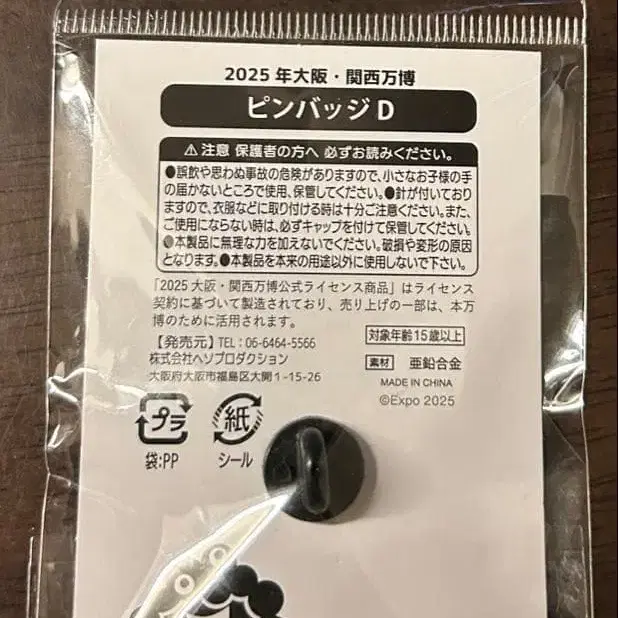 2025年大阪・関西万博
ピンバッジ D
⚠注意 保護者の方へ 必ずお読みください。
●誤飲や思わぬ事故の危険がありますので、小さなお子様の手
の届かないところで使用、保管してください。●針が付いており
ますので、衣服などに取り付ける時は十分ご注意ください。また、
ご使用にならない時は、必ずキャップを付けて保管してください。
●本製品に無理な力を加えないでください。破損や変形の原因
となります。●本製品を本来の用途以外に使用しないで下さい。
「2025 大阪・関西万博公式ライセンス商品」はライセンス
契約に基づいて製造されており、売り上げの一部は、本万
博のために活用されます。
【発売元】TEL：06-6464-5566
株式会社ヘソプロダクション
大阪府大阪市福島区大開1-15-26
対象年齢15歳以上
素材 亜鉛合金
MADE IN CHINA
©Expo 2025
プラ
袋:PP
紙
シール